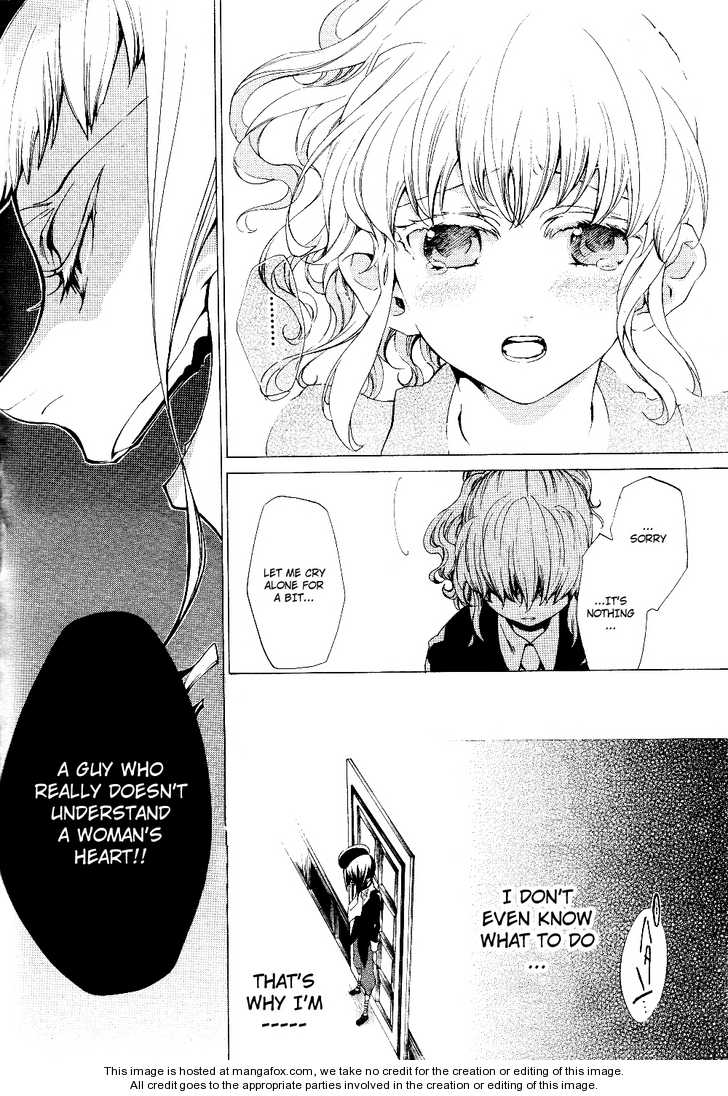 .........
...
SORRY
...IT'S
NOTHING
...
LET ME CRY
ALONE FOR
A BIT...
I DON'T
EVEN KNOW
WHAT TO DO
...
THAT'S
WHY I'M
-----
A GUY WHO
REALLY DOESN'T
UNDERSTAND
A WOMAN'S
HEART!!
This image is hosted at mangafox.com, we take no credit for the creation or editing of this image.
All credit goes to the appropriate parties involved in the creation or editing of this image.